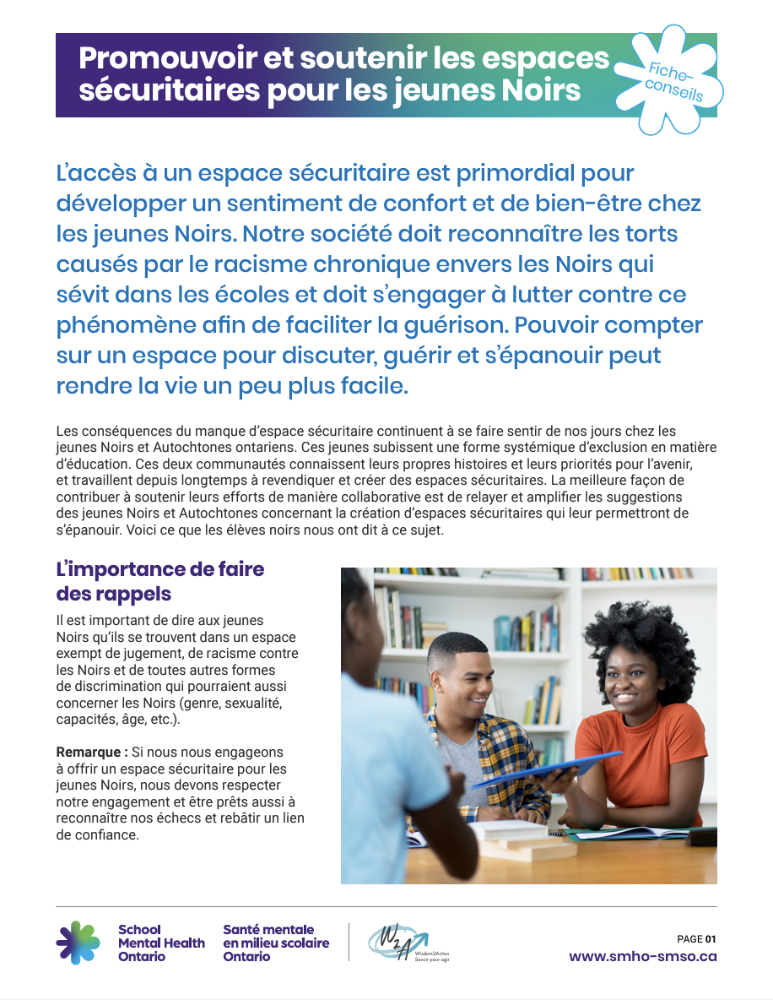 Promouvoir et soutenir les espaces
sécuritaires pour les jeunes Noirs
Fiche-
conseils
L’accès à un espace sécuritaire est primordial pour
développer un sentiment de confort et de bien-être chez
les jeunes Noirs. Notre société doit reconnaître les torts
causés par le racisme chronique envers les Noirs qui
sévit dans les écoles et doit s’engager à lutter contre ce
phénomène afin de faciliter la guérison. Pouvoir compter
sur un espace pour discuter, guérir et s’épanouir peut
rendre la vie un peu plus facile.
Les conséquences du manque d’espace sécuritaire continuent à se faire sentir de nos jours chez les
jeunes Noirs et Autochtones ontariens. Ces jeunes subissent une forme systémique d’exclusion en matière
d’éducation. Ces deux communautés connaissent leurs propres histoires et leurs priorités pour l’avenir,
et travaillent depuis longtemps à revendiquer et créer des espaces sécuritaires. La meilleure façon de
contribuer à soutenir leurs efforts de manière collaborative est de relayer et amplifier les suggestions
des jeunes Noirs et Autochtones concernant la création d’espaces sécuritaires qui leur permettront de
s’épanouir. Voici ce que les élèves noirs nous ont dit à ce sujet.
L’importance de faire
des rappels
Il est important de dire aux jeunes
Noirs qu’ils se trouvent dans un espace
exempt de jugement, de racisme contre
les Noirs et de toutes autres formes
de discrimination qui pourraient aussi
concerner les Noirs (genre, sexualité,
capacités, âge, etc.).
Remarque : Si nous nous engageons
à offrir un espace sécuritaire pour les
jeunes Noirs, nous devons respecter
notre engagement et être prêts aussi à
reconnaître nos échecs et rebâtir un lien
de confiance.
School
Mental Health
Ontario
Santé mentale
en milieu scolaire
Ontario
W2A
Wisdom2Action
Savoir pour agir
PAGE 01
www.smho-smso.ca